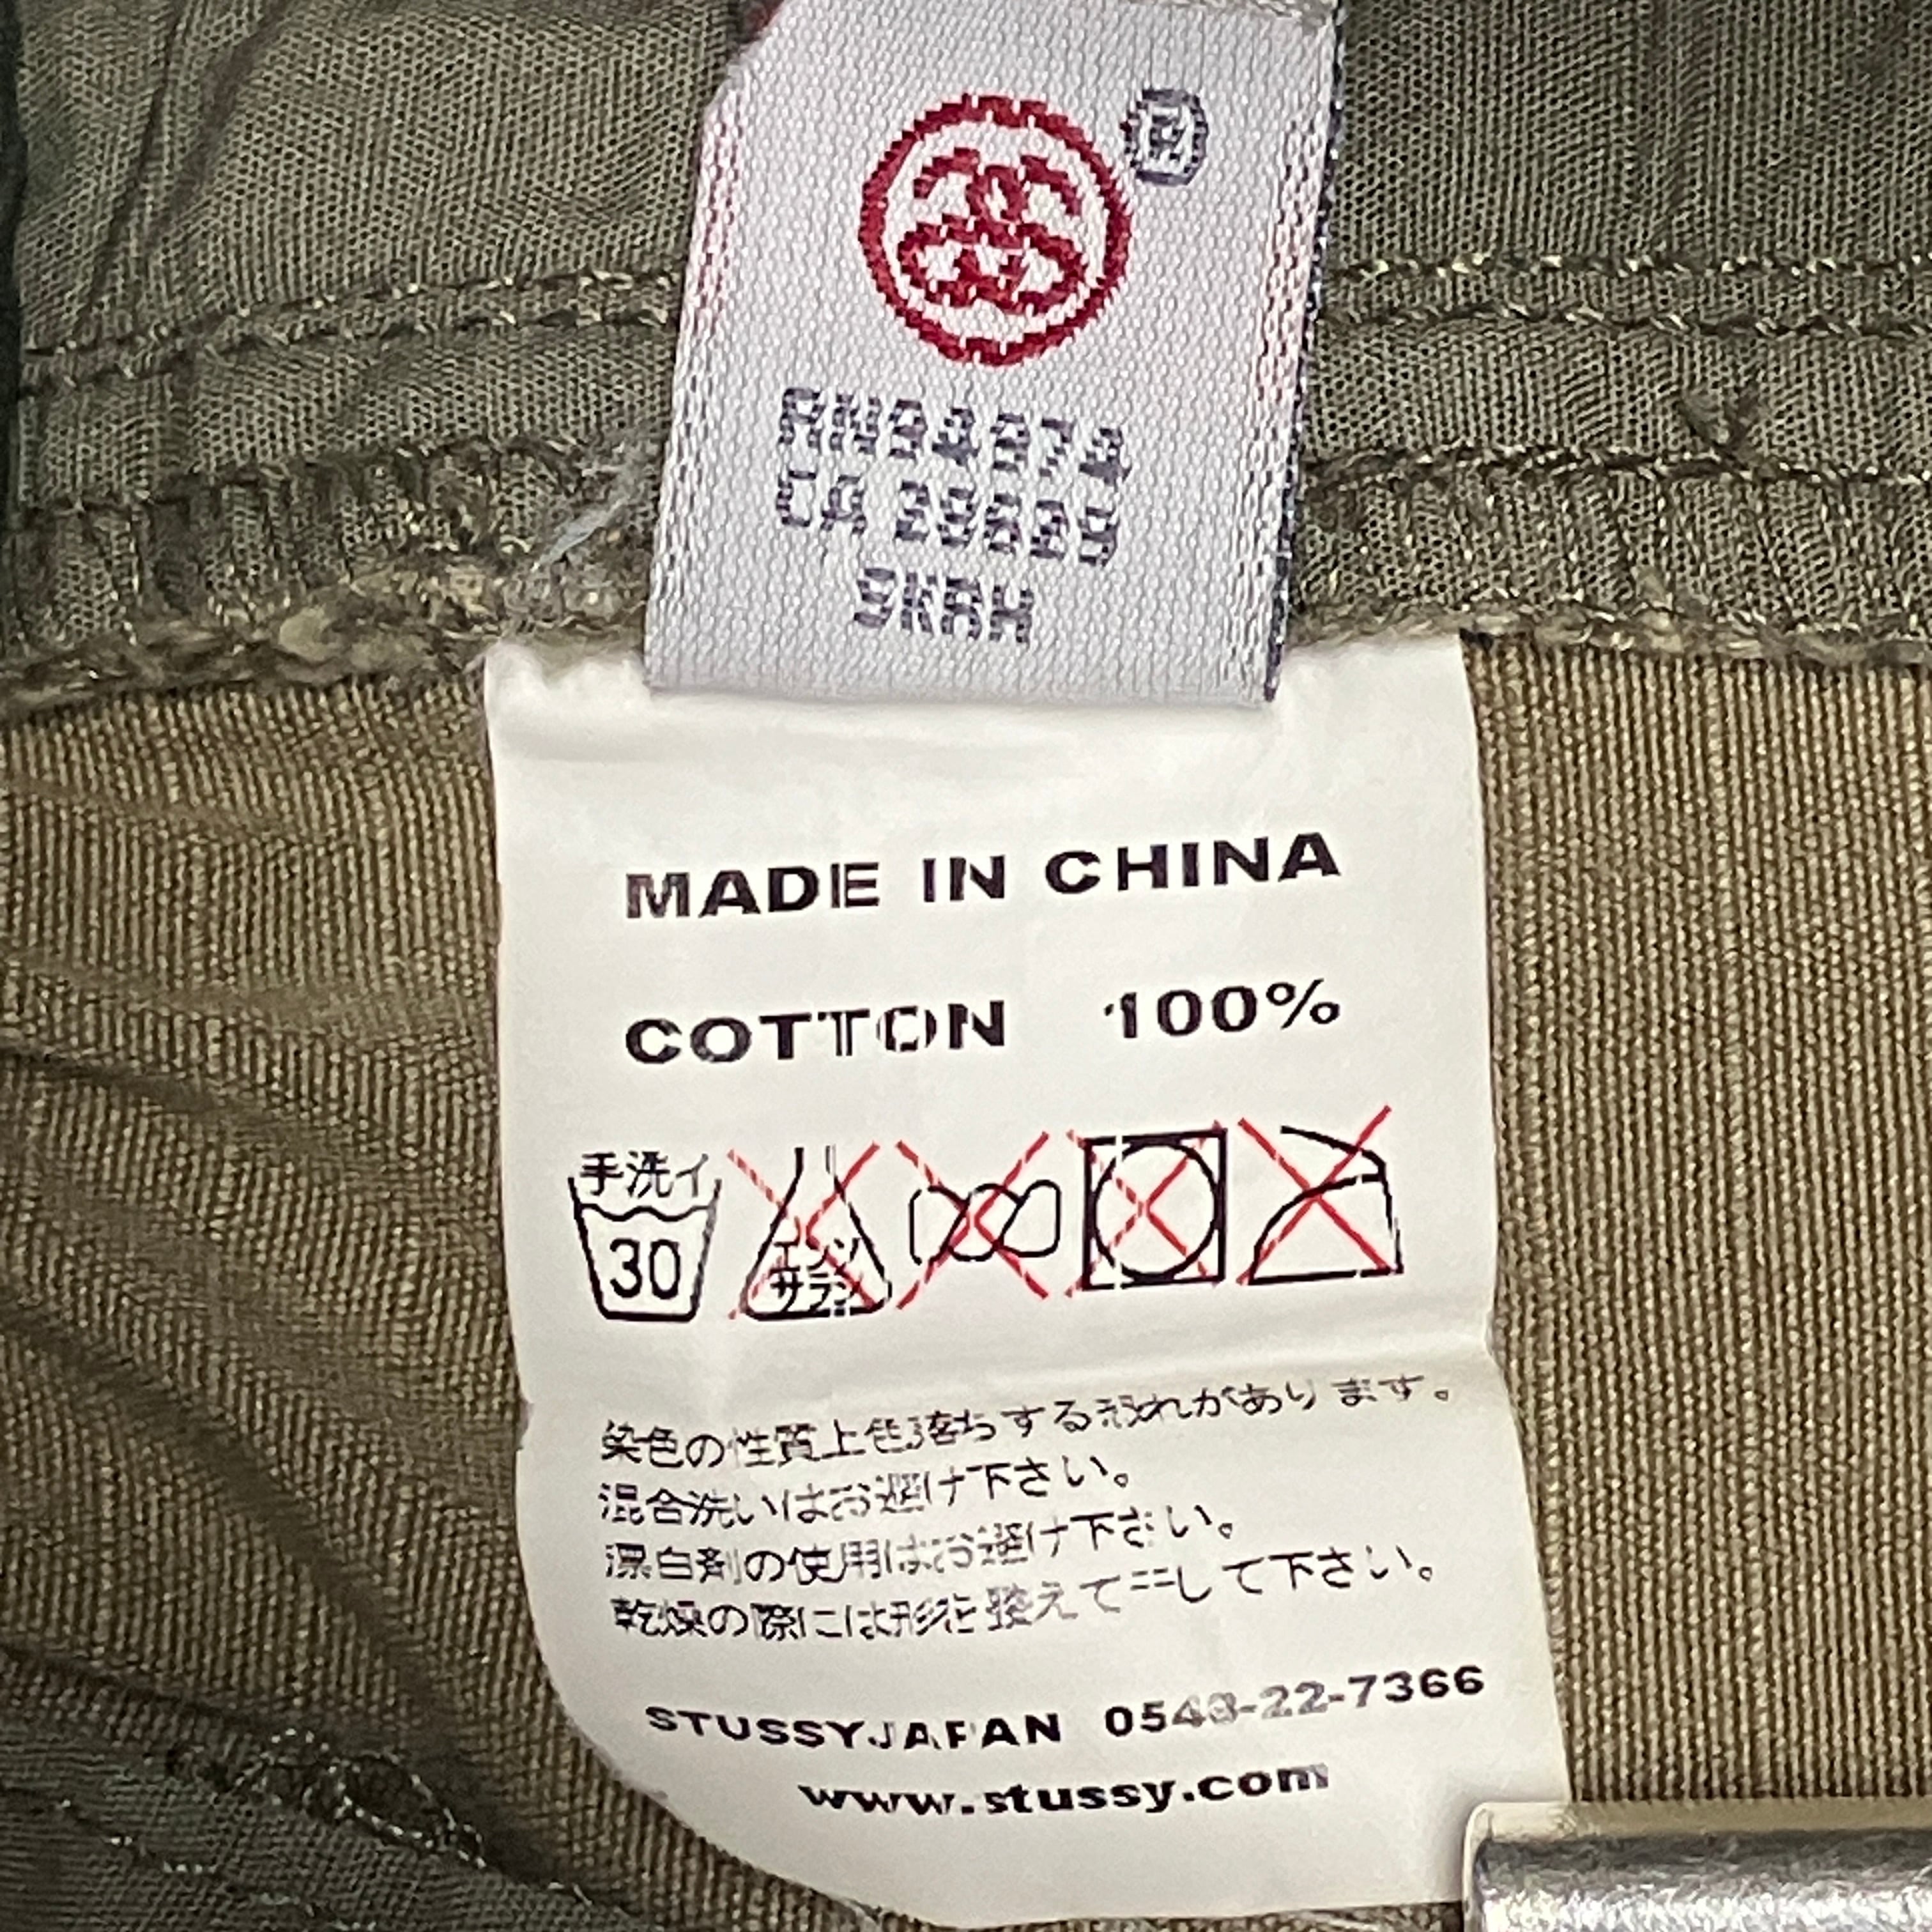 ®
RN94974
CA 28629
9KRH
MADE IN CHINA
COTTON 100%
手洗イ
30
エンソ
サラシ
染色の性質上色落ちする恐れがあります。
混合洗いはお避け下さい。
漂白剤の使用はお避け下さい。
乾燥の際には形を整えて干して下さい。
STUSSYJAPAN 0543-22-7366
www.stussy.com